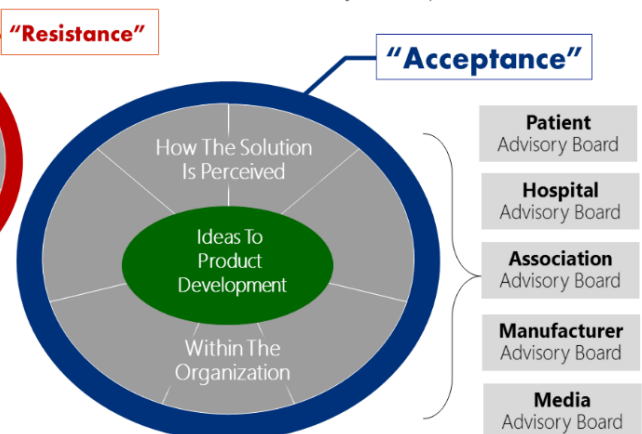 “Resistance”
“Acceptance”
How The Solution
Is Perceived
Ideas To
Product
Development
Within The
Organization
Patient
Advisory Board
Hospital
Advisory Board
Association
Advisory Board
Manufacturer
Advisory Board
Media
Advisory Board